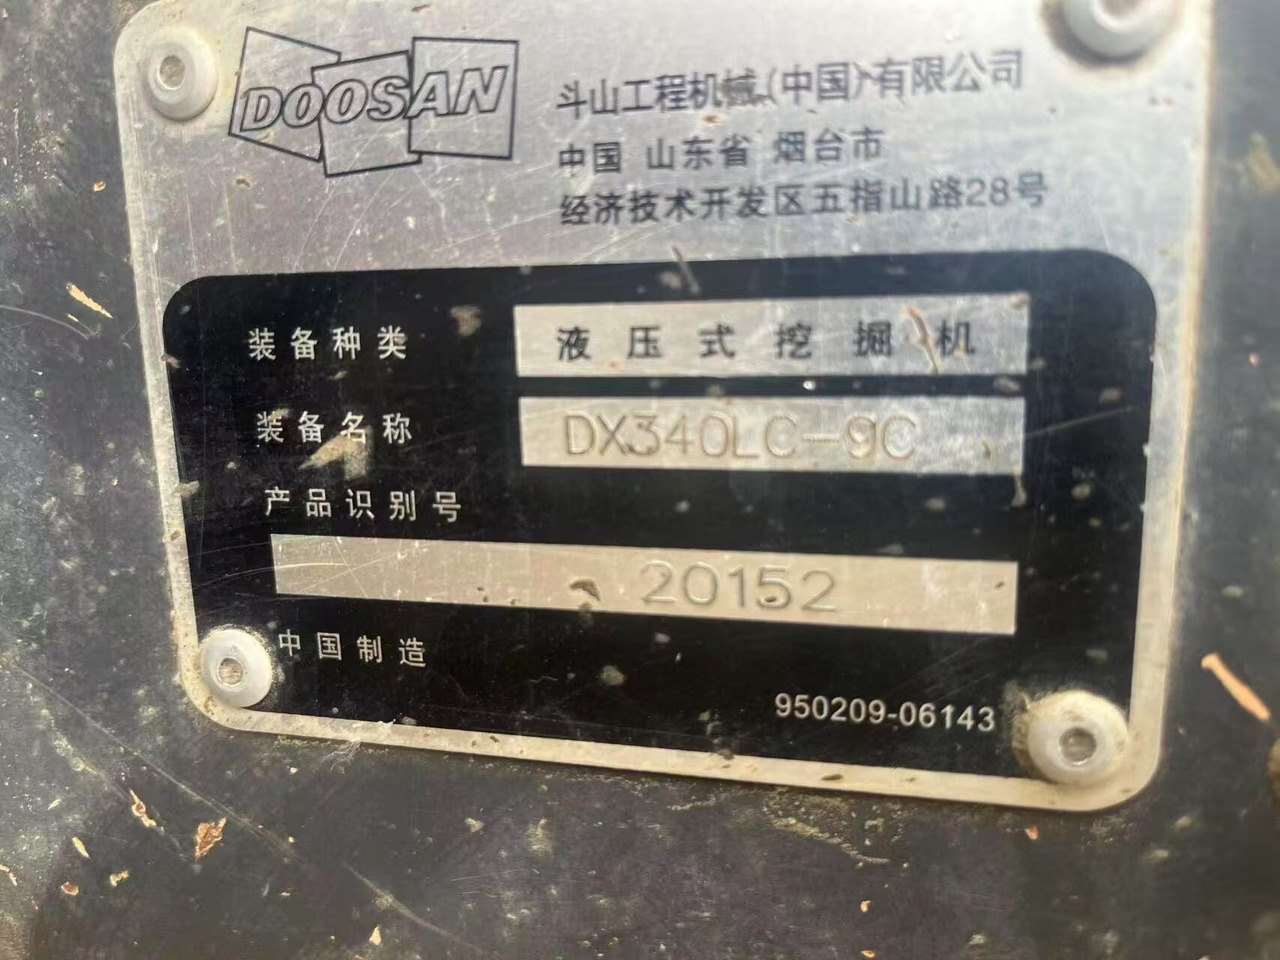 DOOSAN
斗山工程机械(中国)有限公司
中国 山东省 烟台市
经济技术开发区五指山路28号
装备种类 液压式挖掘机
装备名称 DX340LC-9C
产品识别号
20152
中国制造
950209-06143